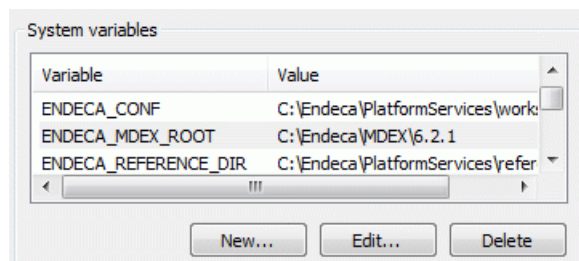 System variables
Variable Value
ENDECA_CONF C:\Endeca\PlatformServices\works
ENDECA_MDEX_ROOT C:\Endeca\MDEX\6.2.1
ENDECA_REFERENCE_DIR C:\Endeca\PlatformServices\refer
New... Edit... Delete